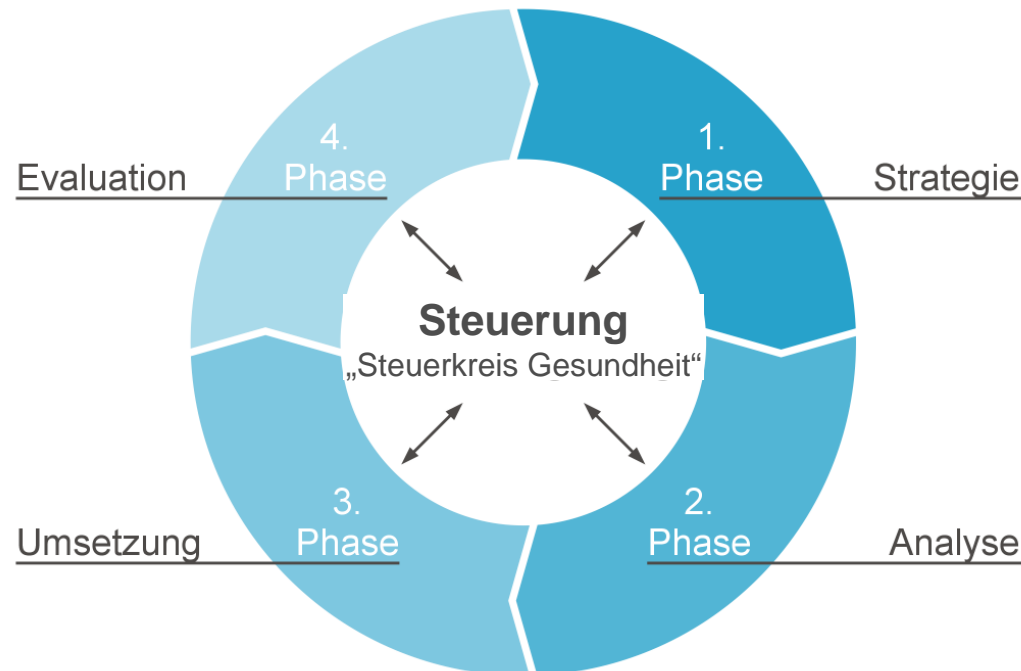 4.
Phase
Evaluation
1.
Phase
Strategie
Steuerung
„Steuerkreis Gesundheit“
3.
Phase
Umsetzung
2.
Phase
Analyse